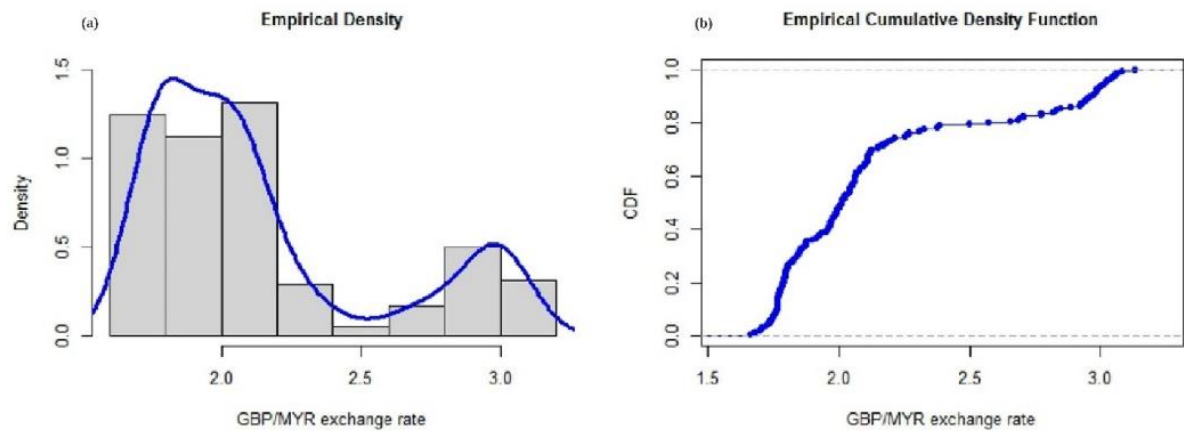 (a)
Empirical Density
1.5
1.0
0.5
0.0
Density
2.0
2.5
3.0
GBP/MYR exchange rate
(b)
Empirical Cumulative Density Function
1.0
0.8
0.6
0.4
0.2
0.0
CDF
1.5
2.0
2.5
3.0
GBP/MYR exchange rate